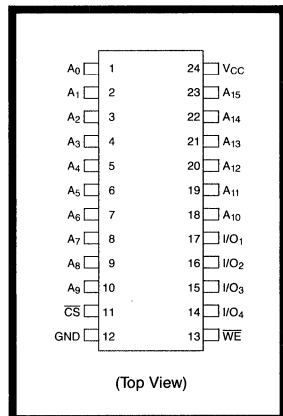 A0 1 24 VCC
A1 2 23 A15
A2 3 22 A14
A3 4 21 A13
A4 5 20 A12
A5 6 19 A11
A6 7 18 A10
A7 8 17 I/O1
A8 9 16 I/O2
A9 10 15 I/O3
CS 11 14 I/O4
GND 12 13 WE
(Top View)